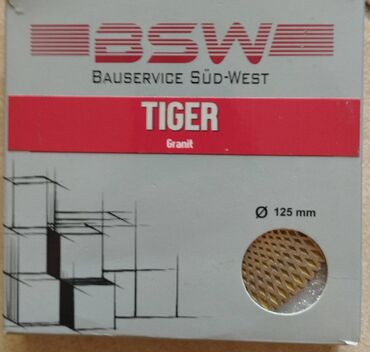 BSW
BAUSERVICE SÜD-WEST
TIGER
Granit
Ø 125 mm